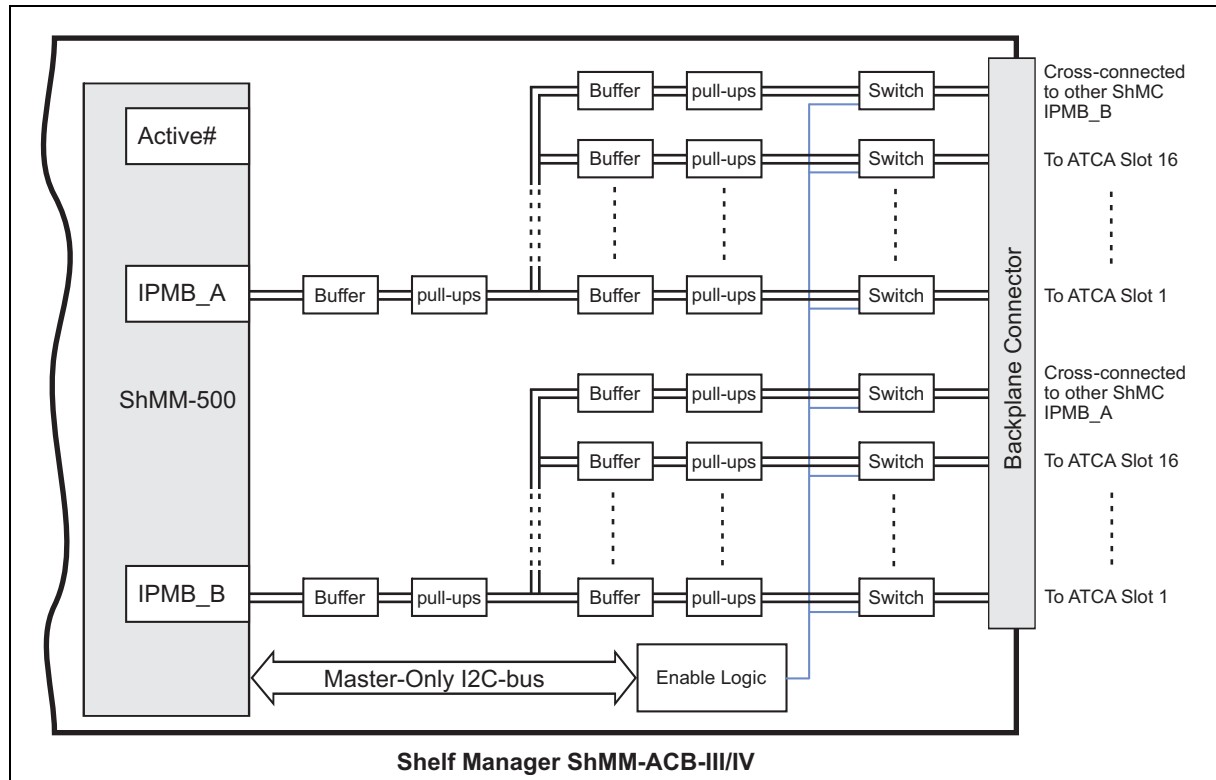 Buffer pull-ups Switch Cross-connected
to other ShMC
IPMB_B
Active#
Buffer pull-ups Switch To ATCA Slot 16
IPMB_A Buffer pull-ups Buffer pull-ups Switch To ATCA Slot 1
Backplane Connector
ShMM-500
Buffer pull-ups Switch Cross-connected
to other ShMC
IPMB_A
Buffer pull-ups Switch To ATCA Slot 16
IPMB_B Buffer pull-ups Buffer pull-ups Switch To ATCA Slot 1
Master-Only I2C-bus Enable Logic
Shelf Manager ShMM-ACB-III/IV